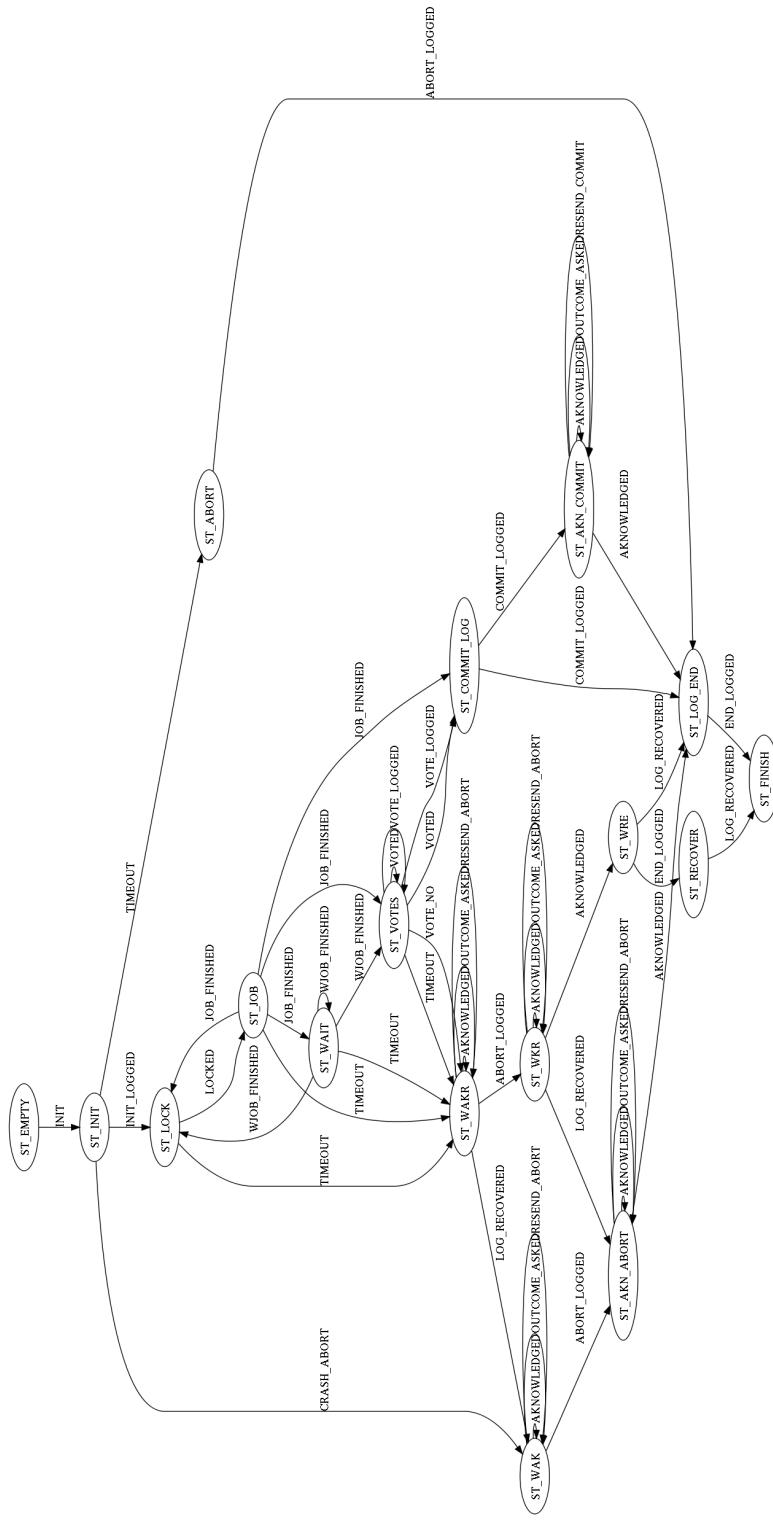 ST_EMPTY
INIT
ST_INIT
TIMEOUT
INIT_LOGGED
CRASH_ABORT
ABORT_LOGGED
ST_ABORT
ST_LOCK
JOB_FINISHED
LOCKED
WJOB_FINISHED
TIMEOUT
ST_JOB
JOB_FINISHED
JOB_FINISHED
JOB_FINISHED
TIMEOUT
ST_WAIT
WJOB_FINISHED
WJOB_FINISHED
TIMEOUT
ST_VOTES
VOTED
VOTE_LOGGED
VOTE_LOGGED
VOTED
VOTE_NO
TIMEOUT
ST_COMMIT_LOG
COMMIT_LOGGED
COMMIT_LOGGED
ST_WAKR
AKNOWLEDGED
OUTCOME_ASKED
RESEND_ABORT
ABORT_LOGGED
LOG_RECOVERED
ST_WKR
AKNOWLEDGED
OUTCOME_ASKED
RESEND_ABORT
AKNOWLEDGED
LOG_RECOVERED
ST_WAK
AKNOWLEDGED
OUTCOME_ASKED
RESEND_ABORT
ABORT_LOGGED
ST_AKN_COMMIT
AKNOWLEDGED
OUTCOME_ASKED
RESEND_COMMIT
AKNOWLEDGED
ST_WRE
LOG_RECOVERED
END_LOGGED
ST_AKN_ABORT
AKNOWLEDGED
OUTCOME_ASKED
RESEND_ABORT
AKNOWLEDGED
ST_LOG_END
END_LOGGED
ST_RECOVER
LOG_RECOVERED
ST_FINISH